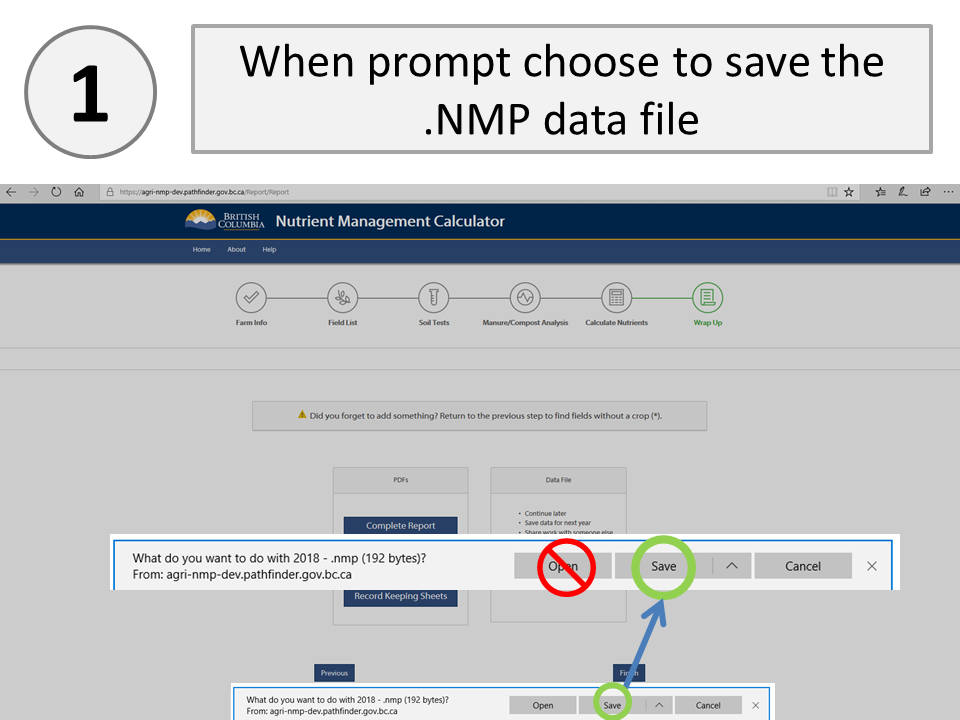 1
When prompt choose to save the
.NMP data file
https://agri-nmp-dev.pathfinder.gov.bc.ca/Report/Report
BRITISH
COLUMBIA
Nutrient Management Calculator
Home About Help
Farm Info Field List Soil Tests Manure/Compost Analysis Calculate Nutrients Wrap Up
Did you forget to add something? Return to the previous step to find fields without a crop (*).
PDFs Data File
• Continue later
• Save data for next year
Complete Report • Share work with someone else
What do you want to do with 2018 - .nmp (192 bytes)?
From: agri-nmp-dev.pathfinder.gov.bc.ca
Open Save Cancel
Record Keeping Sheets
Previous Finish
What do you want to do with 2018 - .nmp (192 bytes)?
From: agri-nmp-dev.pathfinder.gov.bc.ca
Open Save Cancel